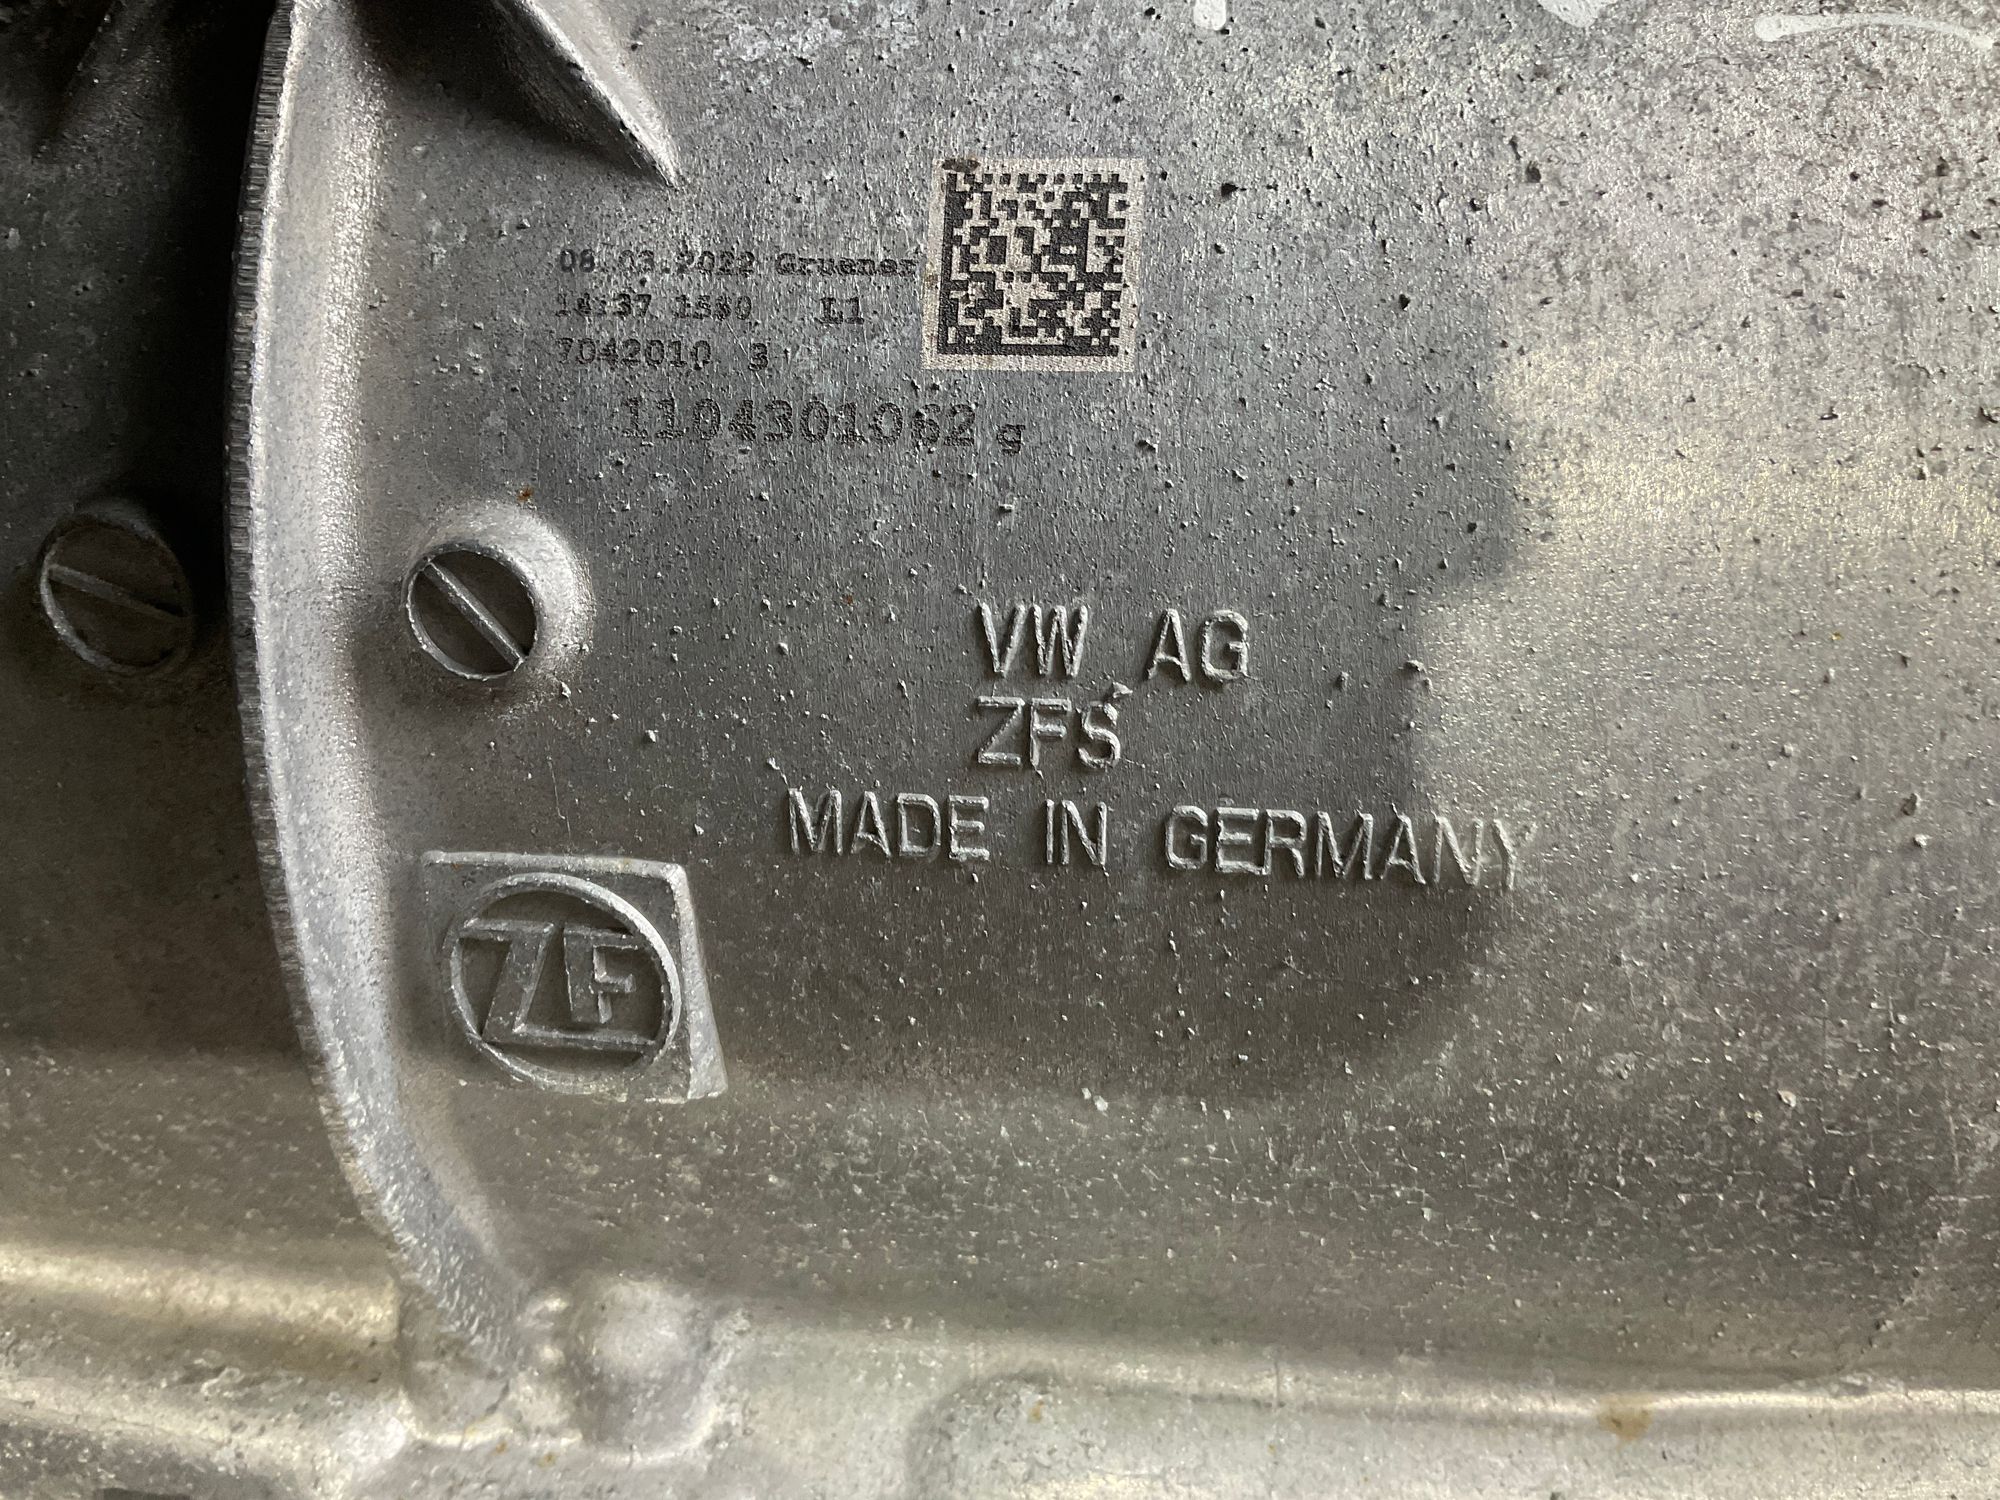 08.03.2022 Gruener
14:37 1580 L1
7042010 3
1104301062 g
VW AG
ZFS
MADE IN GERMANY
ZF